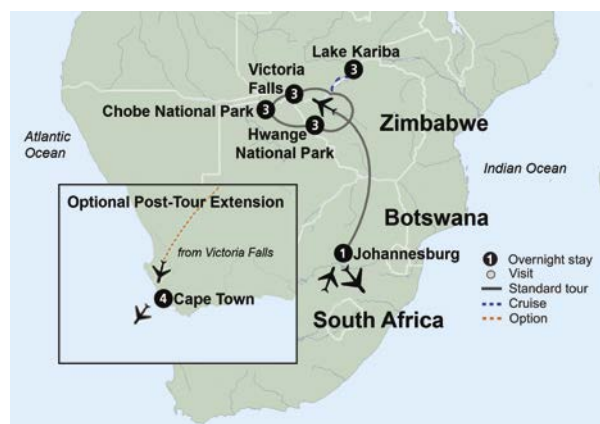 Lake Kariba
3
Victoria
Falls
3
Chobe National Park
3
3
Hwange
National Park
Zimbabwe
Atlantic
Ocean
Indian Ocean
Botswana
Optional Post-Tour Extension
from Victoria Falls
4
Cape Town
1
Johannesburg
South Africa
1
Overnight stay
Visit
Standard tour
Cruise
Option